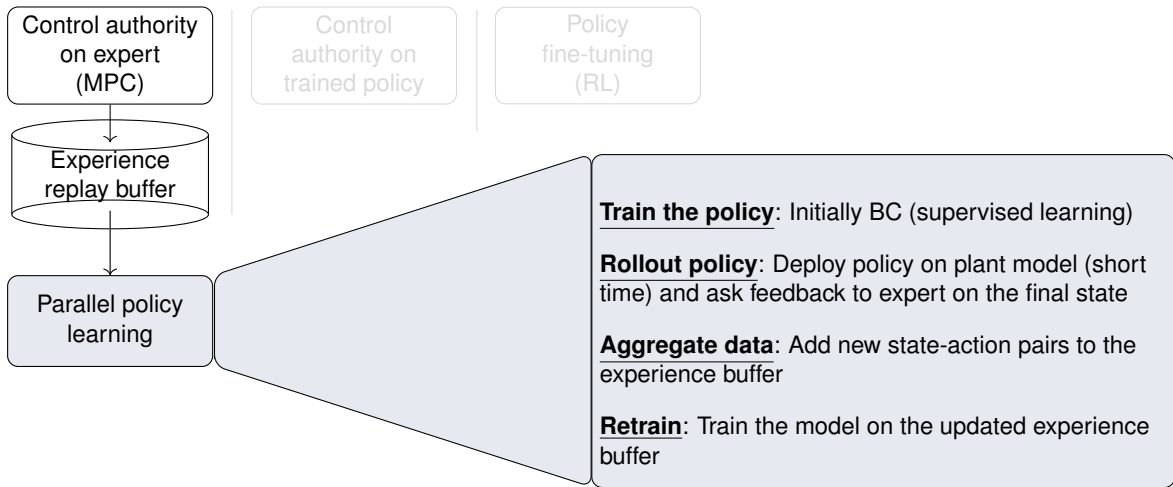 Control authority
on expert
(MPC)
Control
authority on
trained policy
Policy
fine-tuning
(RL)
Experience
replay buffer
Parallel policy
learning
Train the policy: Initially BC (supervised learning)
Rollout policy: Deploy policy on plant model (short
time) and ask feedback to expert on the final state
Aggregate data: Add new state-action pairs to the
experience buffer
Retrain: Train the model on the updated experience
buffer